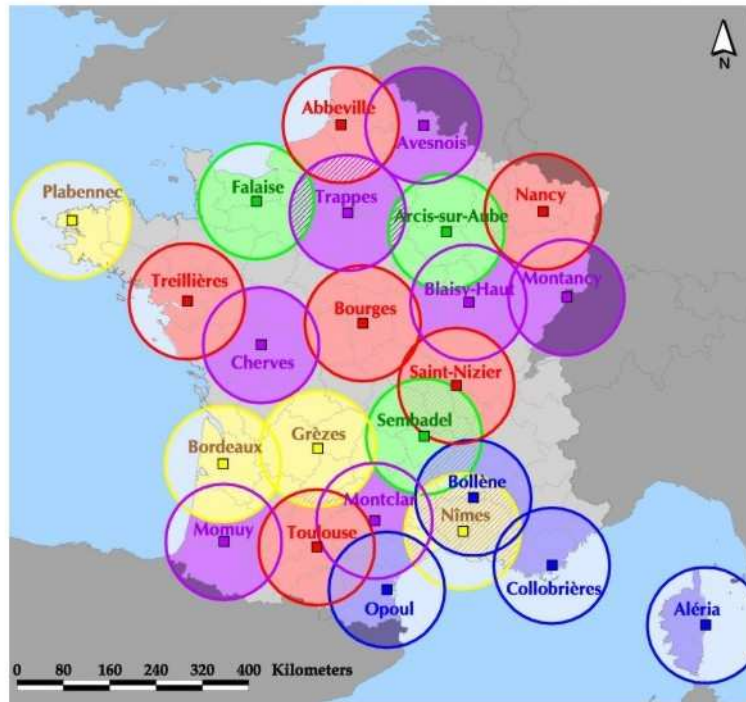 N
Abbeville
Avesnois
Plabennec
Falaise
Trappes
Arcis-sur-Aube
Nancy
Treillières
Bourges
Blaisy-Haut
Montancy
Cherves
Saint-Nizier
Sembadel
Bordeaux
Grèzes
Bollène
Montclar
Nîmes
Momuy
Toulouse
Opoul
Collobrières
Aléria
0 80 160 240 320 400 Kilometers